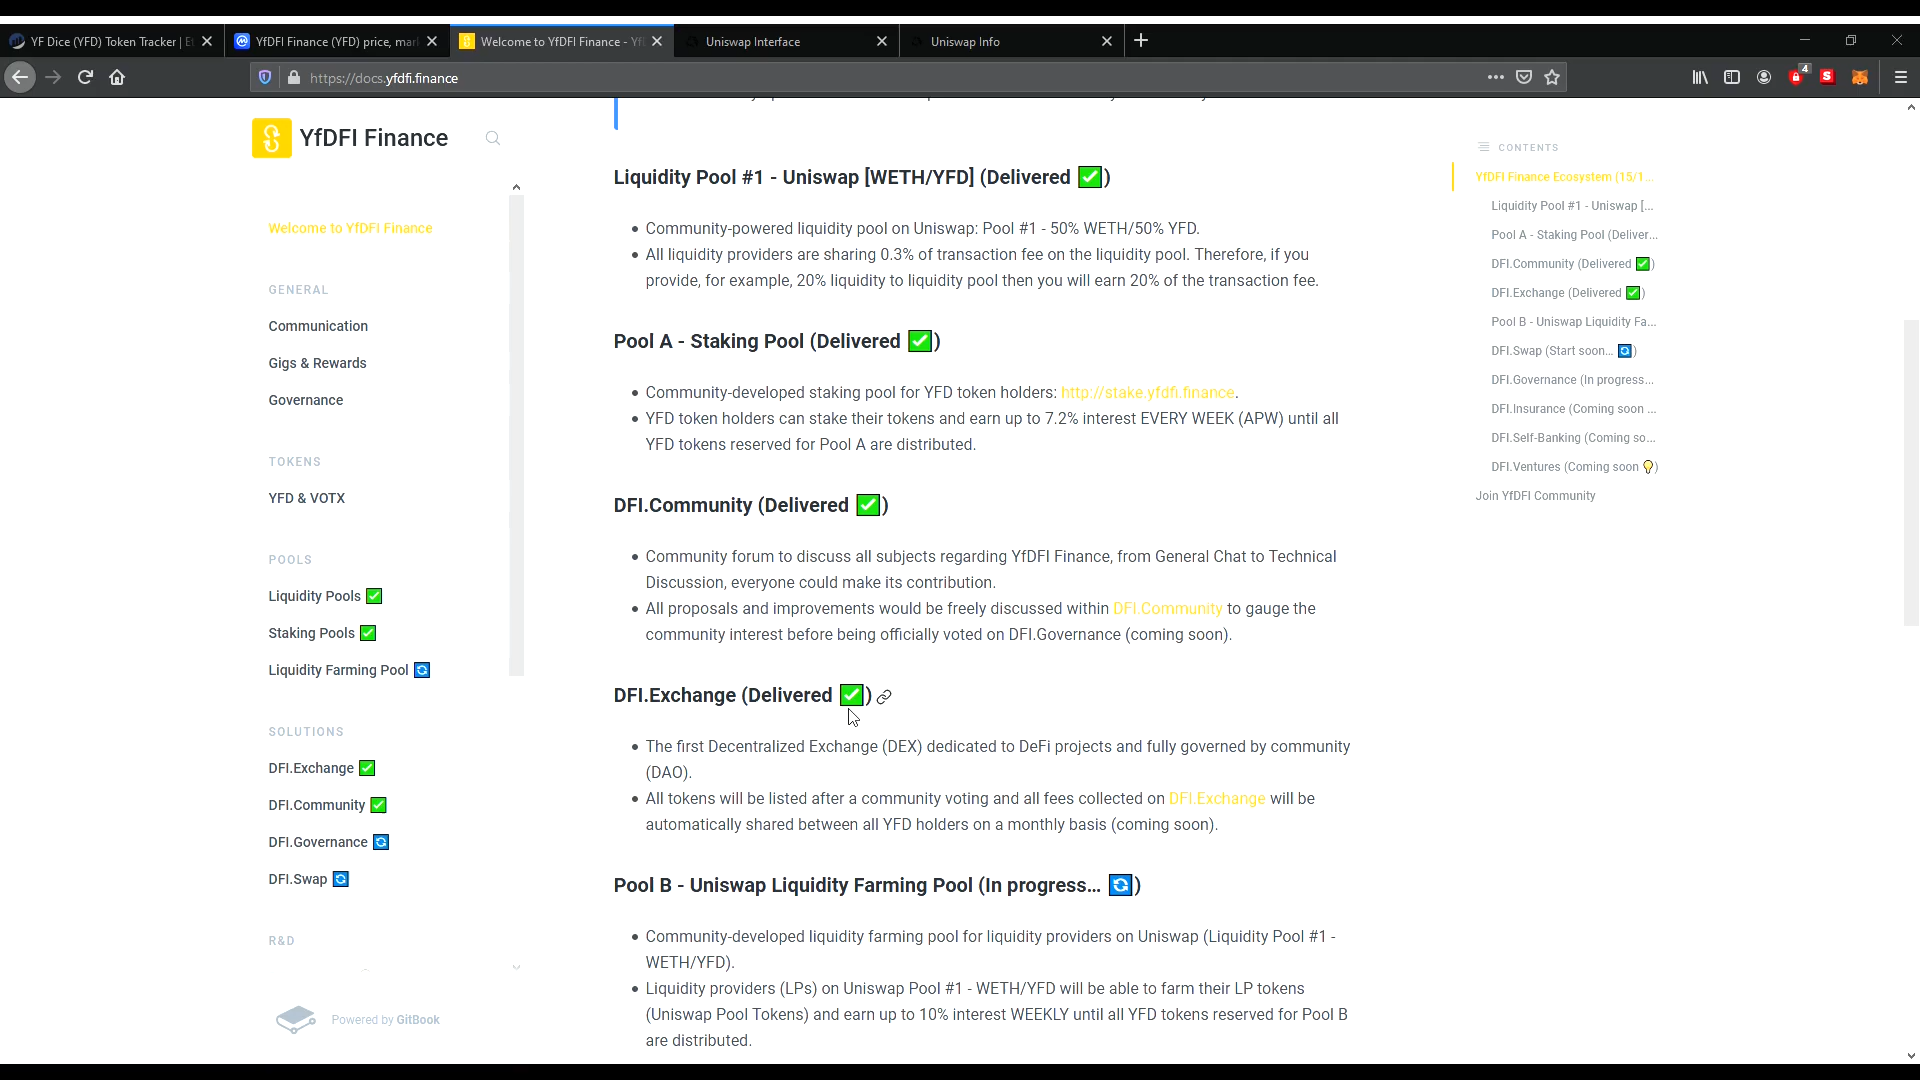 YF Dice (YFD) Token Tracker | Et
YfDFI Finance (YFD) price, mar
Welcome to YfDFI Finance - Yf
Uniswap Interface
Uniswap Info
https://docs.yfdfi.finance
4
S
YfDFI Finance
Welcome to YfDFI Finance
GENERAL
Communication
Gigs & Rewards
Governance
TOKENS
YFD & VOTX
POOLS
Liquidity Pools ✅
Staking Pools ✅
Liquidity Farming Pool 🔄
SOLUTIONS
DFI.Exchange ✅
DFI.Community ✅
DFI.Governance 🔄
DFI.Swap 🔄
R&D
Powered by GitBook
Liquidity Pool #1 - Uniswap [WETH/YFD] (Delivered ✅)
• Community-powered liquidity pool on Uniswap: Pool #1 - 50% WETH/50% YFD.
• All liquidity providers are sharing 0.3% of transaction fee on the liquidity pool. Therefore, if you
provide, for example, 20% liquidity to liquidity pool then you will earn 20% of the transaction fee.
Pool A - Staking Pool (Delivered ✅)
• Community-developed staking pool for YFD token holders: http://stake.yfdfi.finance.
• YFD token holders can stake their tokens and earn up to 7.2% interest EVERY WEEK (APW) until all
YFD tokens reserved for Pool A are distributed.
DFI.Community (Delivered ✅)
• Community forum to discuss all subjects regarding YfDFI Finance, from General Chat to Technical
Discussion, everyone could make its contribution.
• All proposals and improvements would be freely discussed within DFI.Community to gauge the
community interest before being officially voted on DFI.Governance (coming soon).
DFI.Exchange (Delivered ✅)
• The first Decentralized Exchange (DEX) dedicated to DeFi projects and fully governed by community
(DAO).
• All tokens will be listed after a community voting and all fees collected on DFI.Exchange will be
automatically shared between all YFD holders on a monthly basis (coming soon).
Pool B - Uniswap Liquidity Farming Pool (In progress... 🔄)
• Community-developed liquidity farming pool for liquidity providers on Uniswap (Liquidity Pool #1 -
WETH/YFD).
• Liquidity providers (LPs) on Uniswap Pool #1 - WETH/YFD will be able to farm their LP tokens
(Uniswap Pool Tokens) and earn up to 10% interest WEEKLY until all YFD tokens reserved for Pool B
are distributed.
CONTENTS
YfDFI Finance Ecosystem (15/1...
Liquidity Pool #1 - Uniswap [...
Pool A - Staking Pool (Deliver...
DFI.Community (Delivered ✅)
DFI.Exchange (Delivered ✅)
Pool B - Uniswap Liquidity Fa...
DFI.Swap (Start soon... 🔄)
DFI.Governance (In progress...
DFI.Insurance (Coming soon ...
DFI.Self-Banking (Coming so...
DFI.Ventures (Coming soon 💡)
Join YfDFI Community